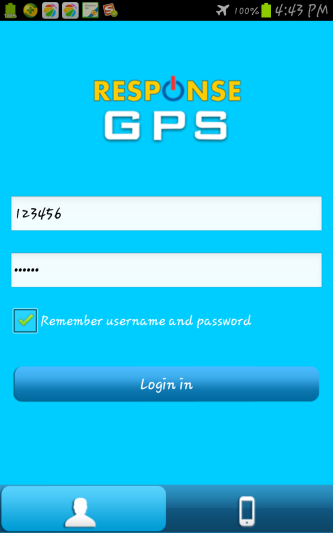 100% 4:43 PM
RESPONSE
GPS
123456
••••••
Remember username and password
Login in